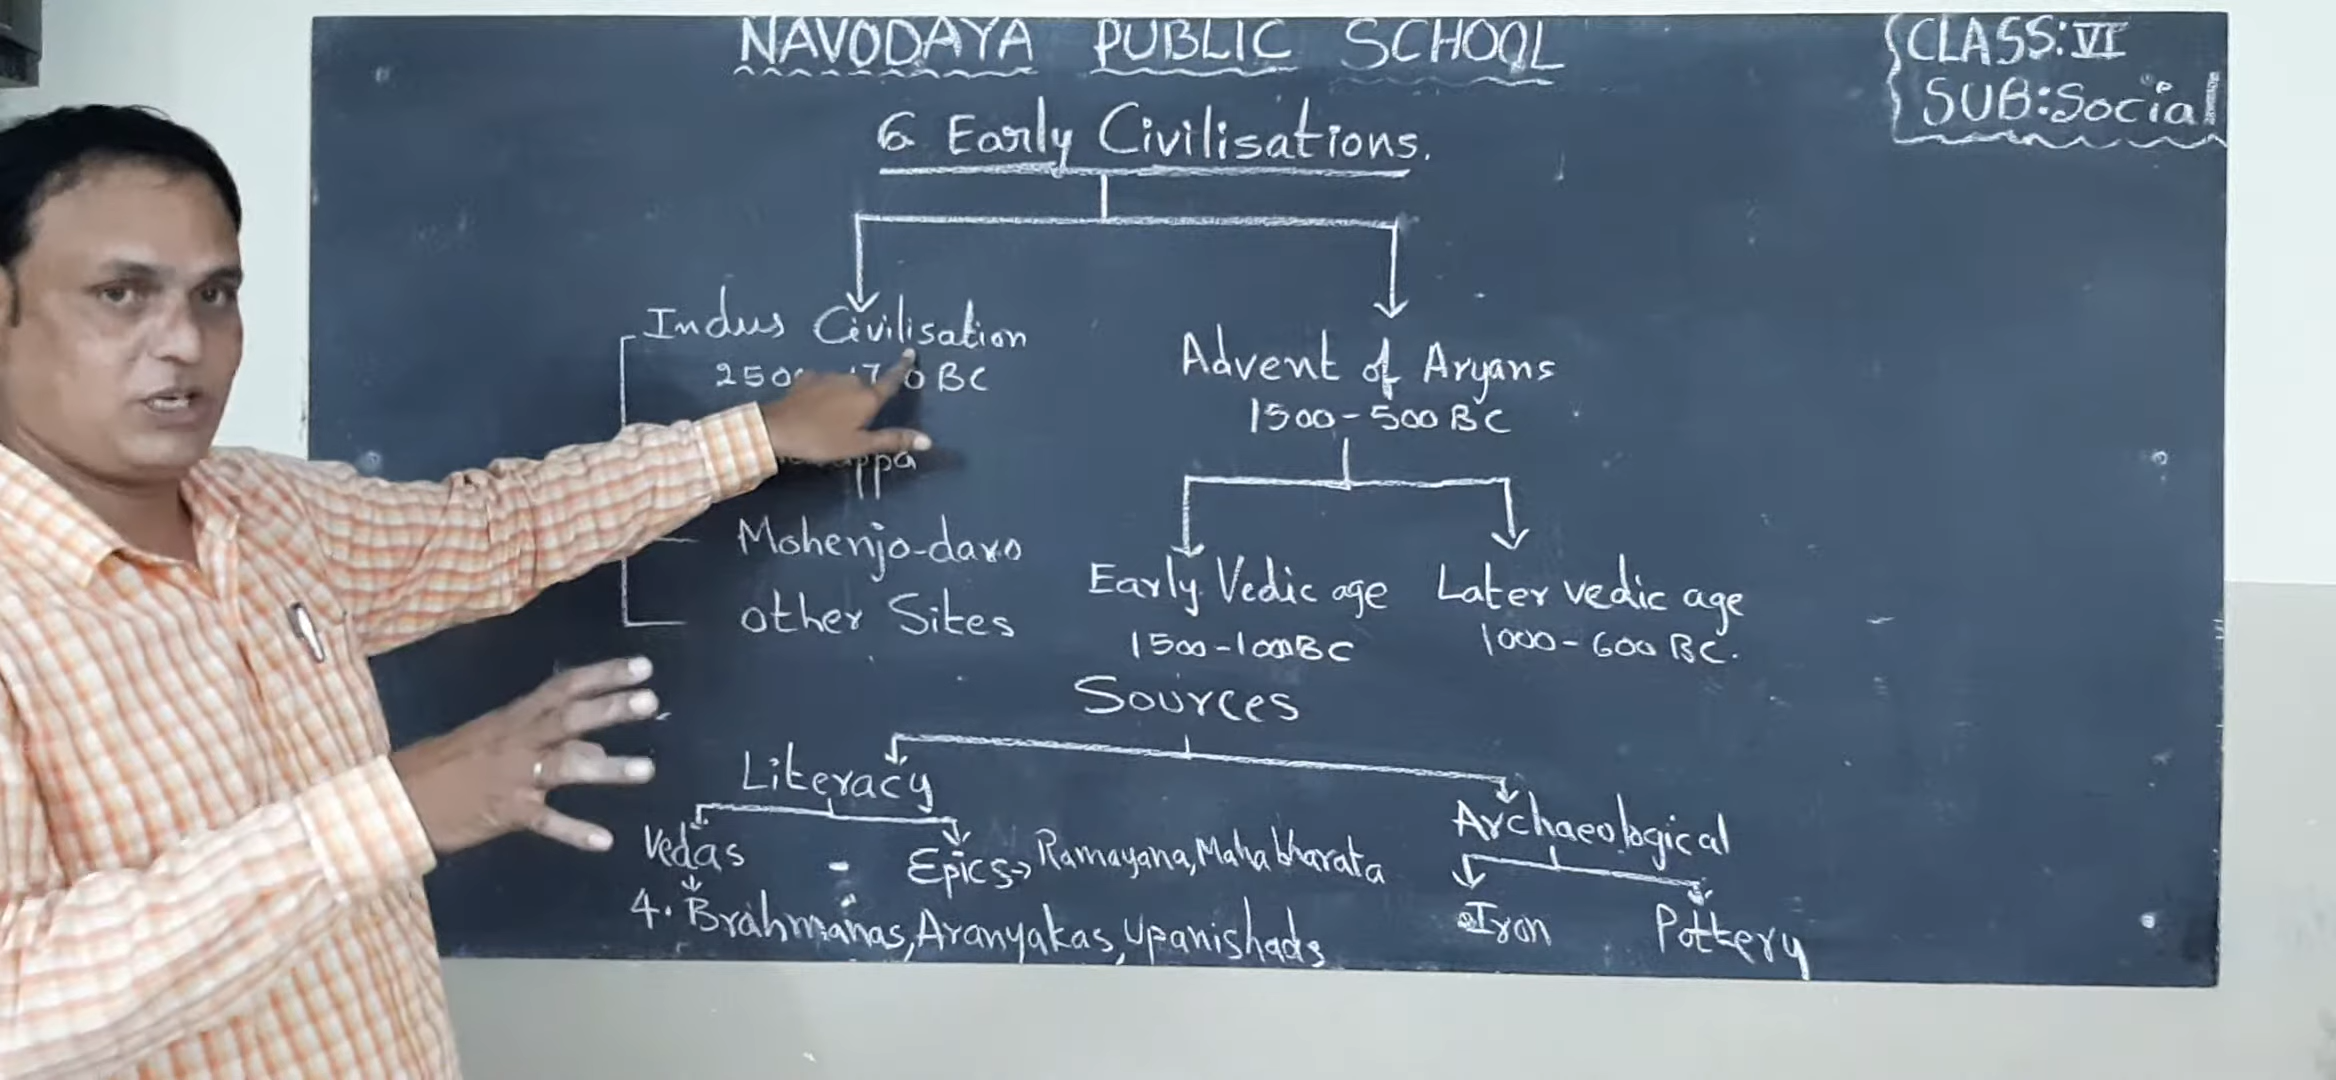 NAVODAYA PUBLIC SCHOOL
CLASS: VI
SUB: Social
6 Early Civilisations.
Indus Civilisation
BC
Advent of Aryans
1500-500 BC
Mohenjo-daro
other Sites
Early Vedic age
1500-1000BC
Later vedic age
1000-600 BC.
Sources
Literacy
Archaeological
Vedas - Epics→ Ramayana, Mahabharata
4. Brahmanas, Aranyakas, Upanishads
Iron
Pottery